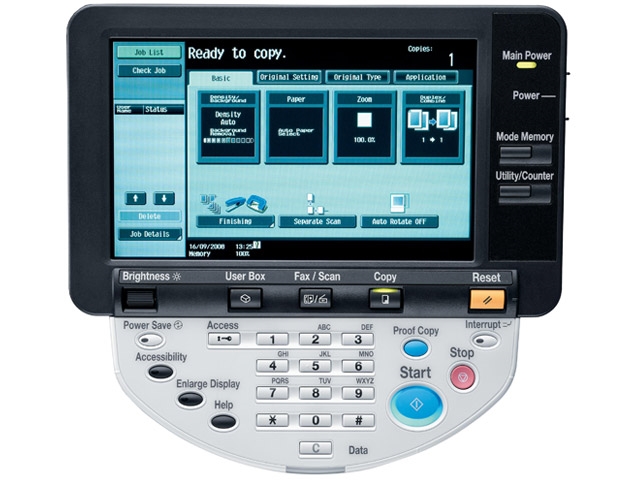 Job List
Ready to copy.
Copies:
1
Check Job
Basic
Original Setting
Original Type
Application
User Name
Status
Density/
Background
Density
Auto
Background
Removal
Paper
Auto Paper
Select
Zoom
100.0%
Duplex/
Combine
1 → 1
Delete
Job Details
Finishing
Separate Scan
Auto Rotate OFF
16/09/2008 13:25
Memory 100%
Main Power
Power
Mode Memory
Utility/Counter
Brightness
User Box
Fax / Scan
Copy
Reset
Power Save
Access
Proof Copy
Interrupt
Accessibility
Enlarge Display
Help
Start
Stop
ABC DEF
1 2 3
GHI JKL MNO
4 5 6
PQRS TUV WXYZ
7 8 9
* 0 #
C
Data